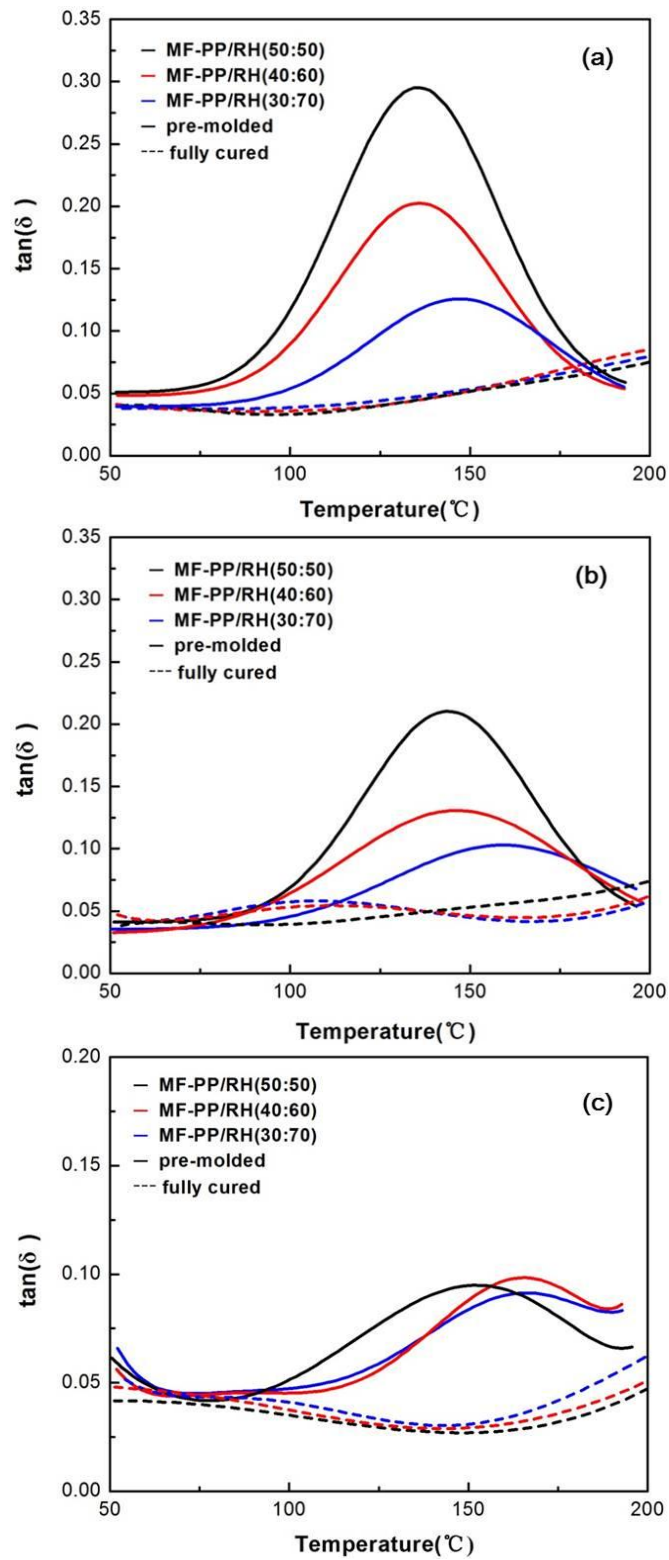 0.35
MF-PP/RH(50:50)
(a)
0.30
MF-PP/RH(40:60)
MF-PP/RH(30:70)
0.25
pre-molded
fully cured
0.20
tan(δ )
0.15
0.10
0.05
0.00
50
100
150
200
Temperature(℃)
0.35
MF-PP/RH(50:50)
(b)
0.30
MF-PP/RH(40:60)
MF-PP/RH(30:70)
0.25
pre-molded
fully cured
0.20
tan(δ )
0.15
0.10
0.05
0.00
50
100
150
200
Temperature(℃)
0.20
MF-PP/RH(50:50)
(c)
MF-PP/RH(40:60)
MF-PP/RH(30:70)
0.15
pre-molded
fully cured
tan(δ )
0.10
0.05
0.00
50
100
150
200
Temperature(℃)